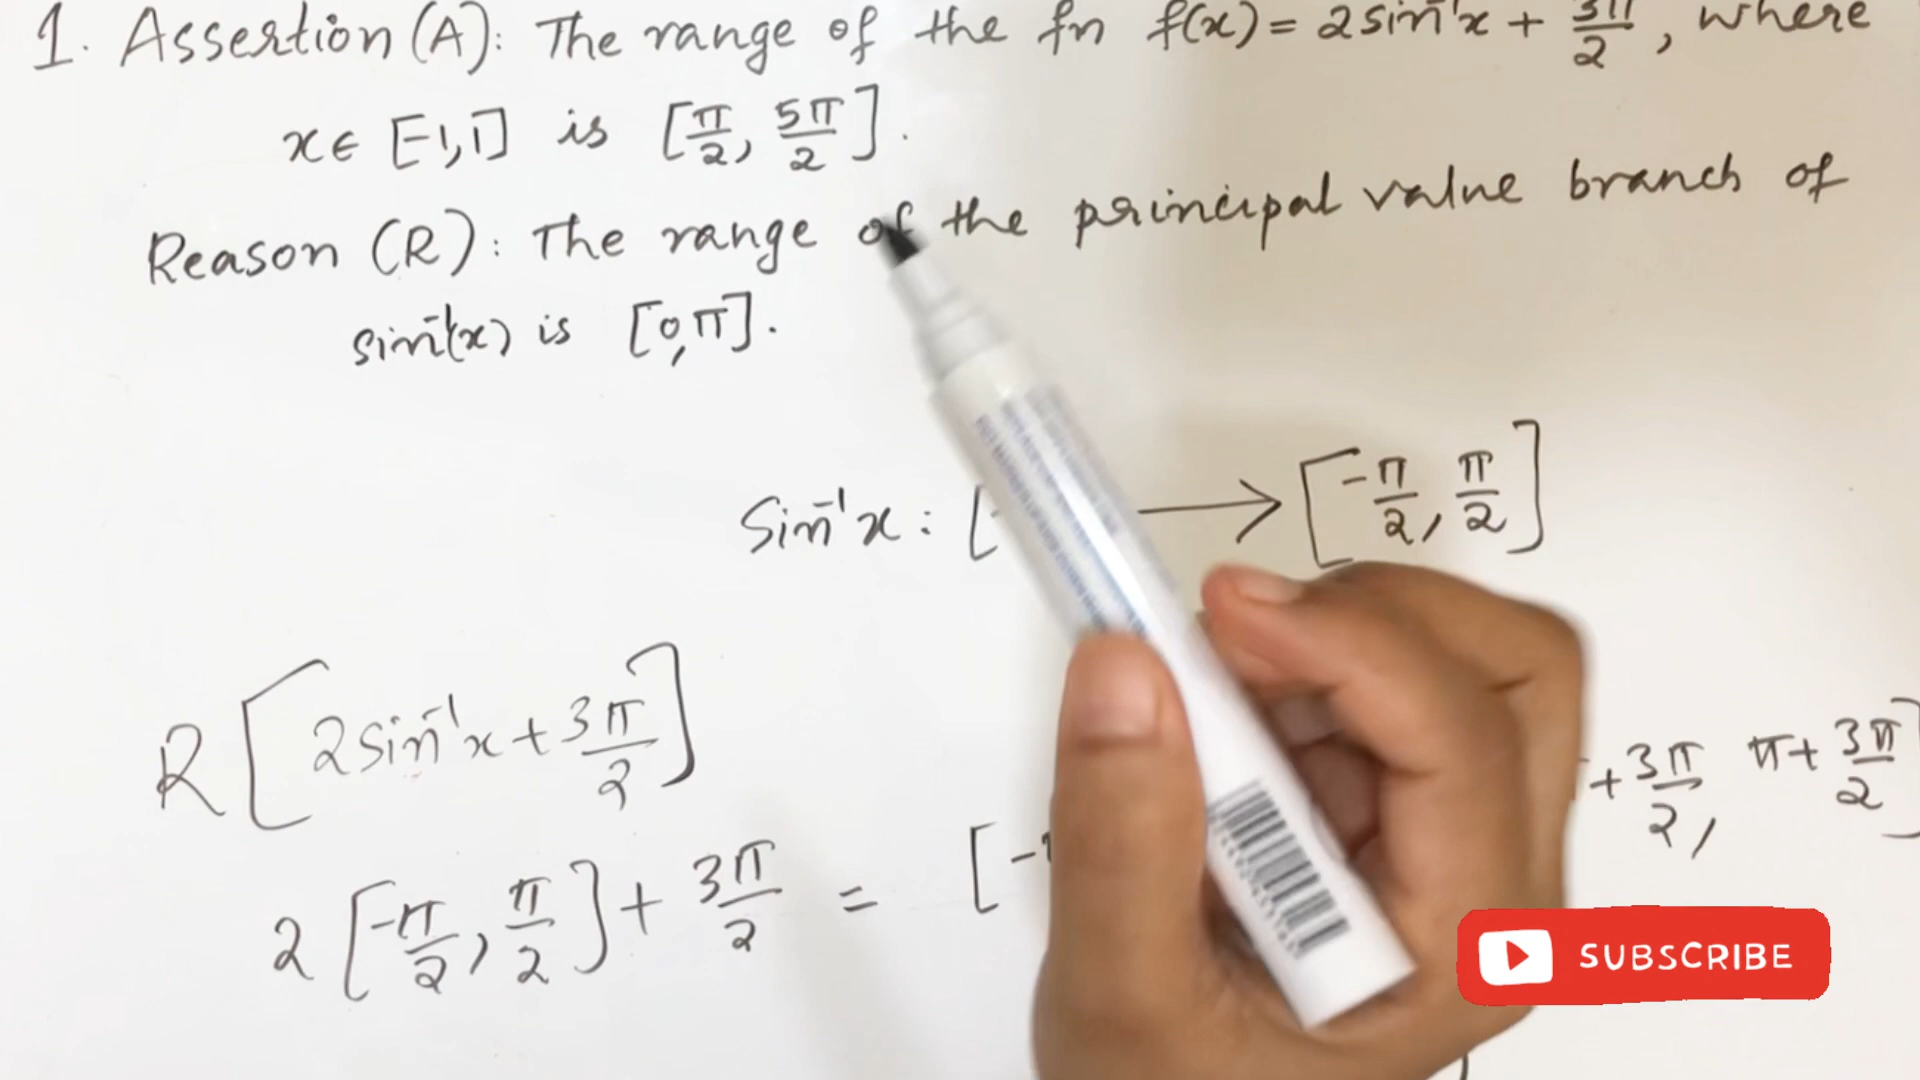 1. Assertion (A): The range of the fn f(x) = 2sin⁻¹x + 3π/2, where
x ∈ [-1,1] is [π/2, 5π/2].
Reason (R): The range of the principal value branch of
sin⁻¹(x) is [0,π].
Sin⁻¹x : [ → [-π/2, π/2]
R[2sin⁻¹x + 3π/2]
+ 3π/2, π + 3π/2]
2[-π/2, π/2] + 3π/2 = [-
SUBSCRIBE